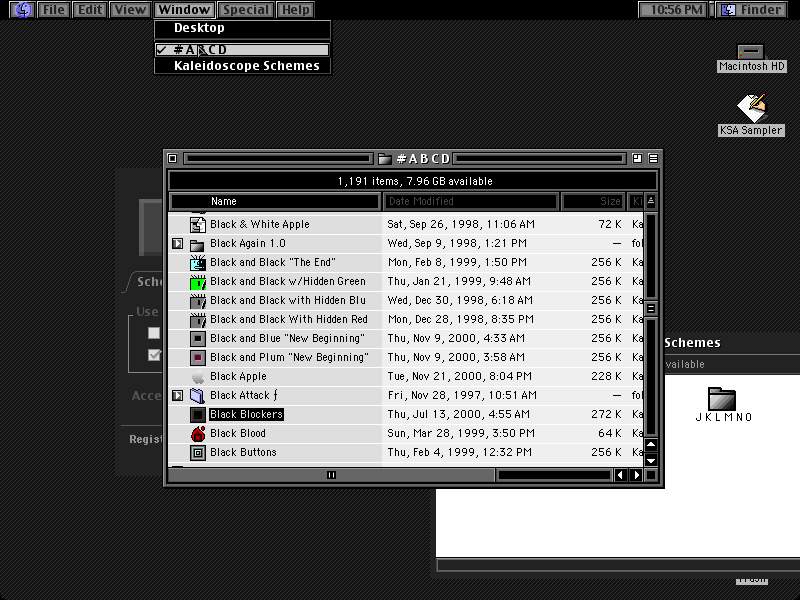 File Edit View Window Special Help 10:56 PM Finder
Desktop
✓ #ABCD
Kaleidoscope Schemes
Macintosh HD
KSA Sampler
#ABCD
1,191 items, 7.96 GB available
Name Date Modified Size Ki
Black & White Apple Sat, Sep 26, 1998, 11:06 AM 72 K Ka
Black Again 1.0 Wed, Sep 9, 1998, 1:21 PM — fol
Black and Black "The End" Mon, Feb 8, 1999, 1:50 PM 256 K Ka
Black and Black w/Hidden Green Thu, Jan 21, 1999, 9:48 AM 256 K Ka
Black and Black with Hidden Blu Wed, Dec 30, 1998, 6:18 AM 256 K Ka
Black and Black With Hidden Red Mon, Dec 28, 1998, 8:35 PM 256 K Ka
Black and Blue "New Beginning" Thu, Nov 9, 2000, 4:33 AM 256 K Ka
Black and Plum "New Beginning" Thu, Nov 9, 2000, 3:58 AM 256 K Ka
Black Apple Tue, Nov 21, 2000, 8:04 PM 228 K Ka
Black Attack ƒ Fri, Nov 28, 1997, 10:51 AM — fol
Black Blockers Thu, Jul 13, 2000, 4:55 AM 272 K Ka
Black Blood Sun, Mar 28, 1999, 3:50 PM 64 K Ka
Black Buttons Thu, Feb 4, 1999, 12:32 PM 256 K Ka
Sche
Use
Acce
Regist
Schemes
vailable
JKLMNO